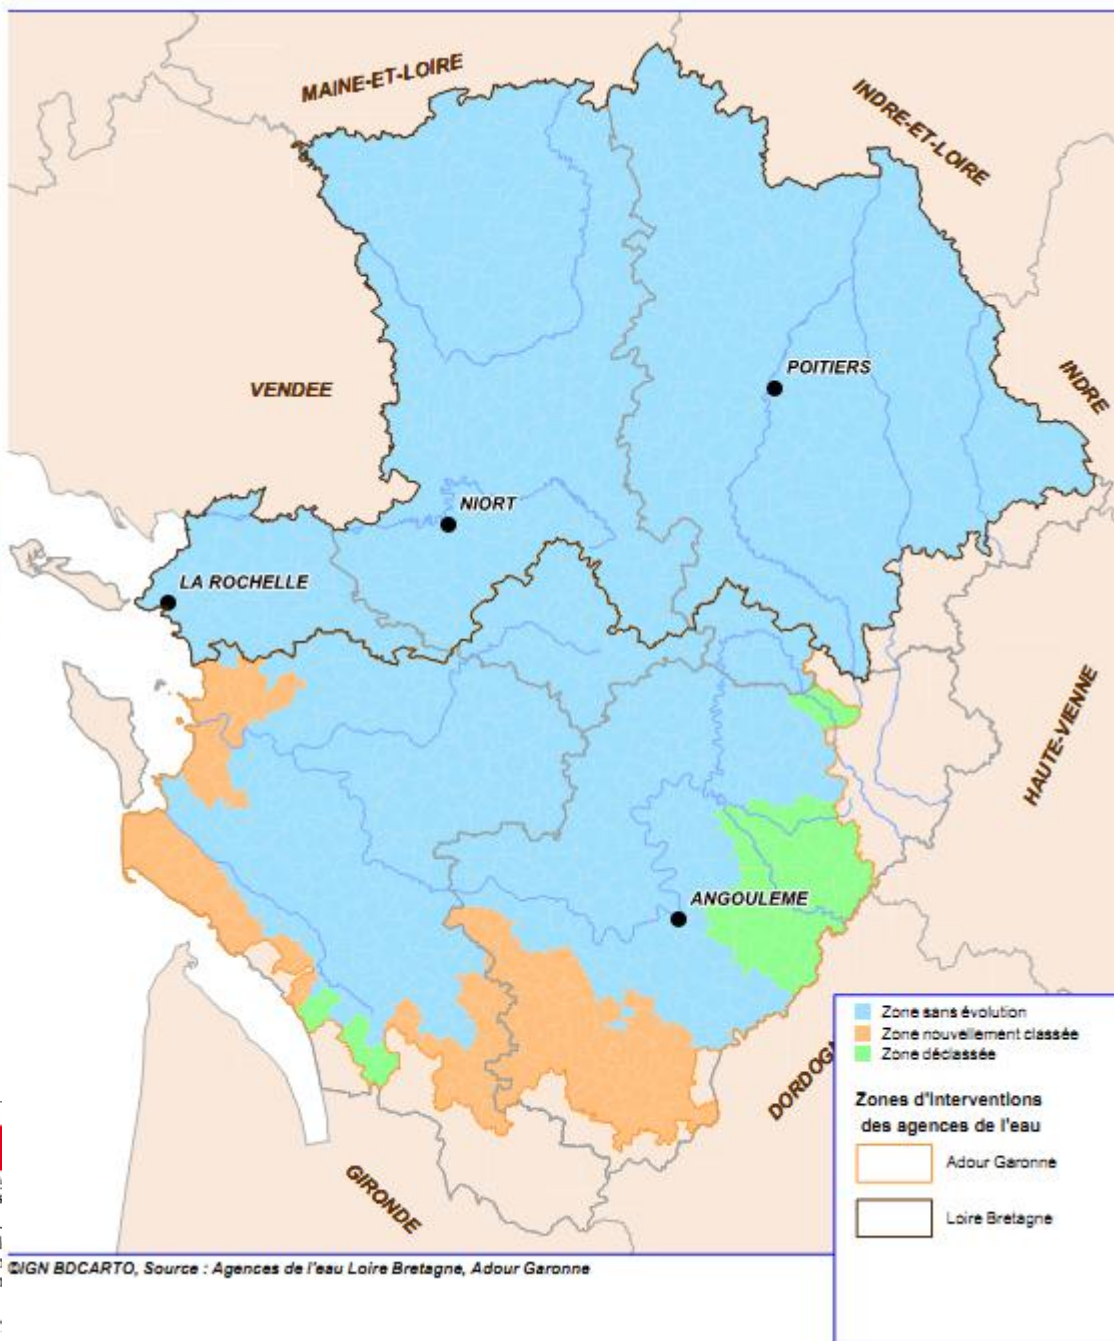 MAINE-ET-LOIRE
INDRE-ET-LOIRE
VENDEE
POITIERS
INDRE
NIORT
LA ROCHELLE
HAUTE-VIENNE
ANGOULEME
Zone sans évolution
Zone nouvellement classée
Zone déclassée
Zones d'Interventions
des agences de l'eau
Adour Garonne
Loire Bretagne
GIRONDE
©IGN BDCARTO, Source : Agences de l'eau Loire Bretagne, Adour Garonne